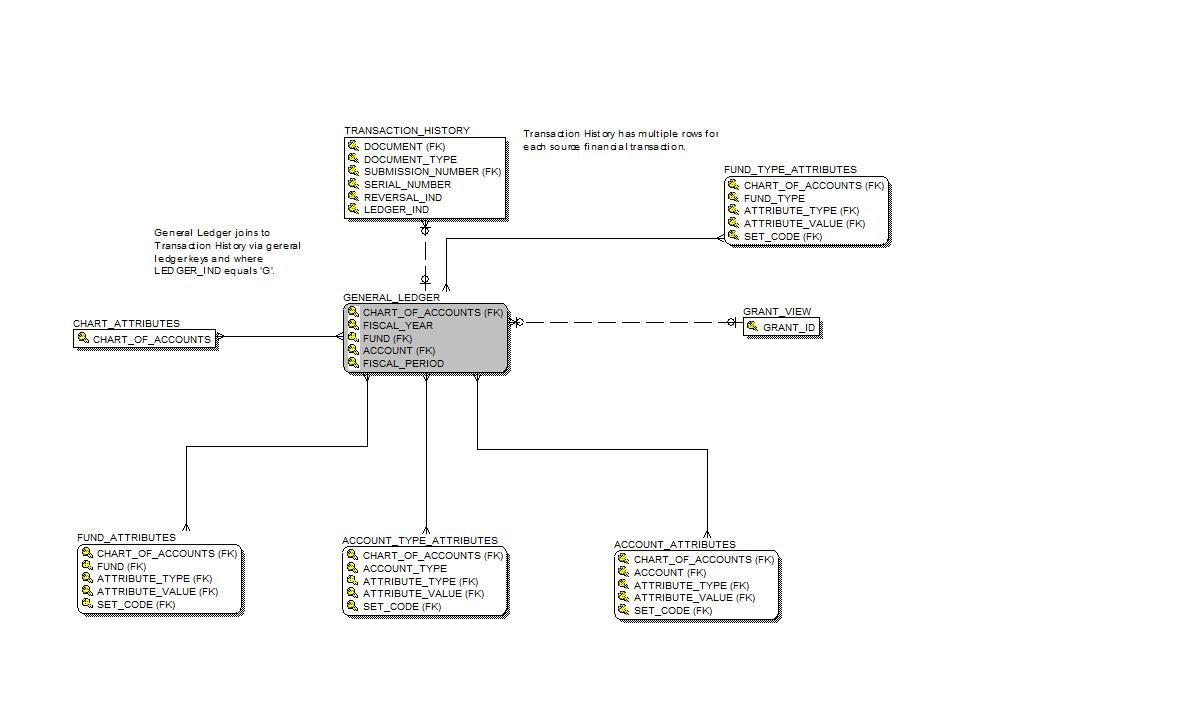 TRANSACTION_HISTORY
DOCUMENT (FK)
DOCUMENT_TYPE
SUBMISSION_NUMBER (FK)
SERIAL_NUMBER
REVERSAL_IND
LEDGER_IND
Transaction History has multiple rows for
each source financial transaction.
FUND_TYPE_ATTRIBUTES
CHART_OF_ACCOUNTS (FK)
FUND_TYPE
ATTRIBUTE_TYPE (FK)
ATTRIBUTE_VALUE (FK)
SET_CODE (FK)
General Ledger joins to
Transaction History via gereral
ledgerkeys and where
LEDGER_IND equals 'G'.
GENERAL_LEDGER
CHART_OF_ACCOUNTS (FK)
FISCAL_YEAR
FUND (FK)
ACCOUNT (FK)
FISCAL_PERIOD
GRANT_VIEW
GRANT_ID
CHART_ATTRIBUTES
CHART_OF_ACCOUNTS
FUND_ATTRIBUTES
CHART_OF_ACCOUNTS (FK)
FUND (FK)
ATTRIBUTE_TYPE (FK)
ATTRIBUTE_VALUE (FK)
SET_CODE (FK)
ACCOUNT_TYPE_ATTRIBUTES
CHART_OF_ACCOUNTS (FK)
ACCOUNT_TYPE
ATTRIBUTE_TYPE (FK)
ATTRIBUTE_VALUE (FK)
SET_CODE (FK)
ACCOUNT_ATTRIBUTES
CHART_OF_ACCOUNTS (FK)
ACCOUNT (FK)
ATTRIBUTE_TYPE (FK)
ATTRIBUTE_VALUE (FK)
SET_CODE (FK)